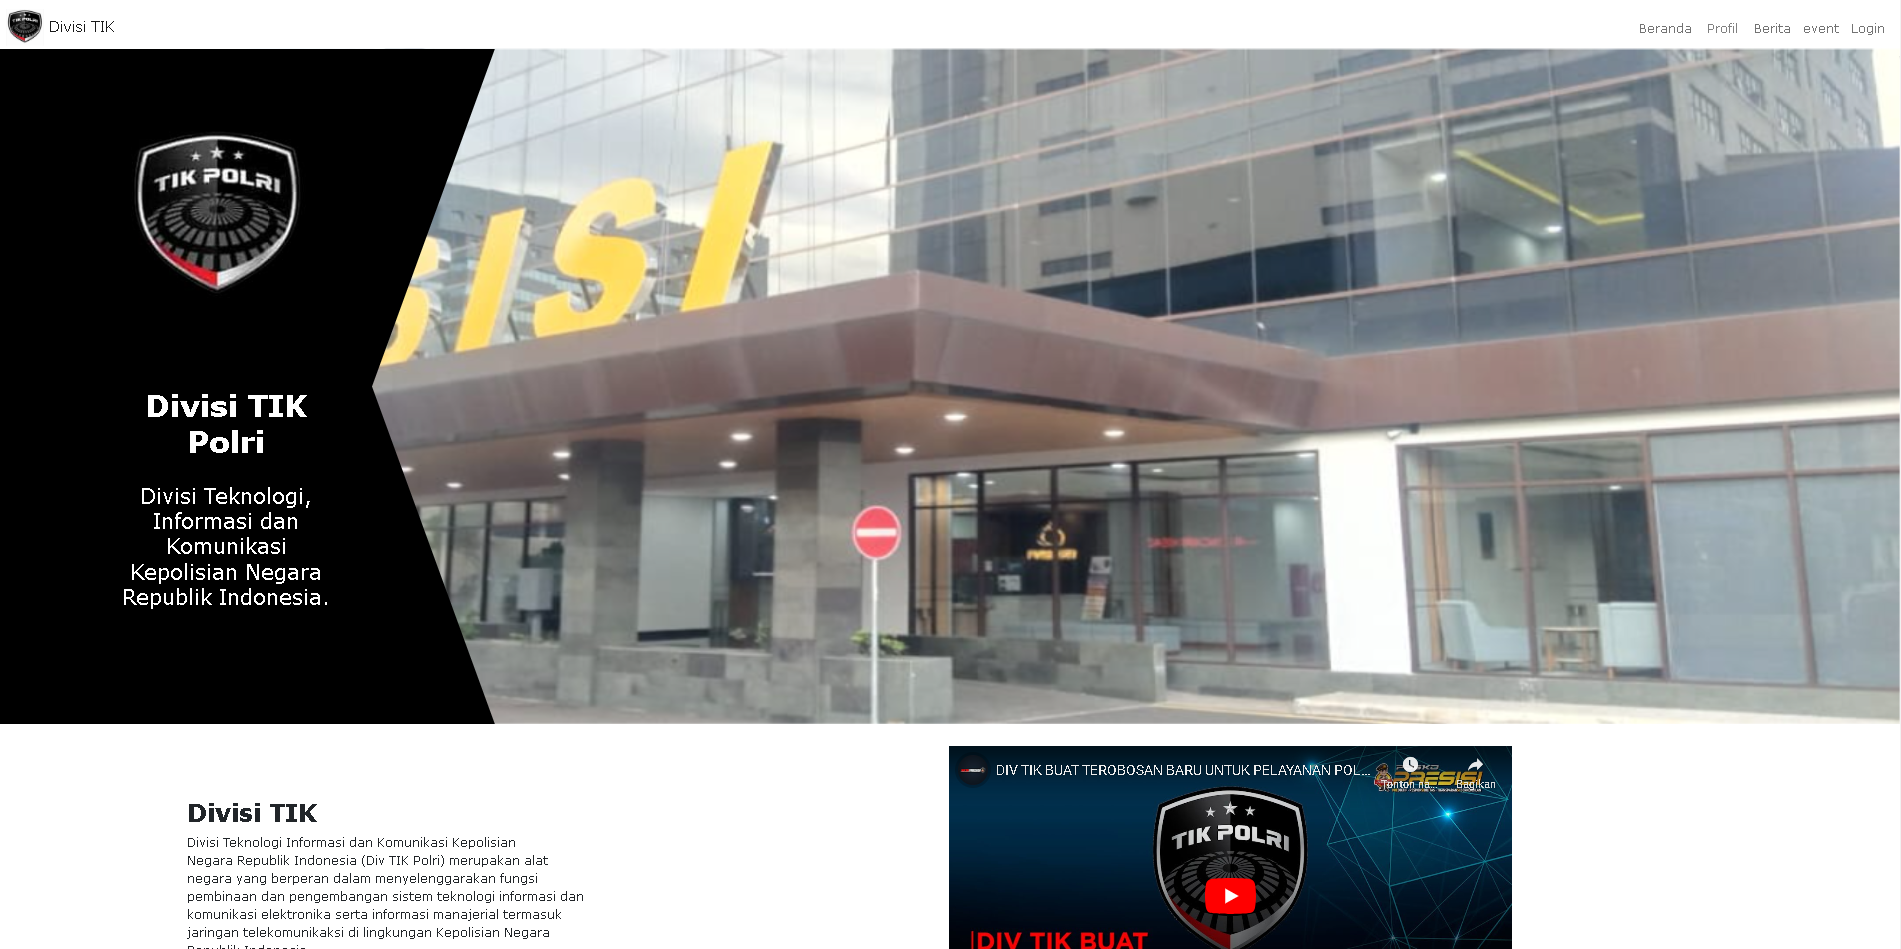 Divisi TIK
Beranda Profil Berita event Login
TIK POLRI
ISI
Divisi TIK
Polri
Divisi Teknologi,
Informasi dan
Komunikasi
Kepolisian Negara
Republik Indonesia.
Divisi TIK
Divisi Teknologi Informasi dan Komunikasi Kepolisian
Negara Republik Indonesia (Div TIK Polri) merupakan alat
negara yang berperan dalam menyelenggarakan fungsi
pembinaan dan pengembangan sistem teknologi informasi dan
komunikasi elektronika serta informasi manajerial termasuk
jaringan telekomunikaksi di lingkungan Kepolisian Negara
Republik Indonesia
DIV TIK BUAT TEROBOSAN BARU UNTUK PELAYANAN POL...
PRESISI
Tonton na...
Bagikan
TIK POLRI
DIV TIK BUAT